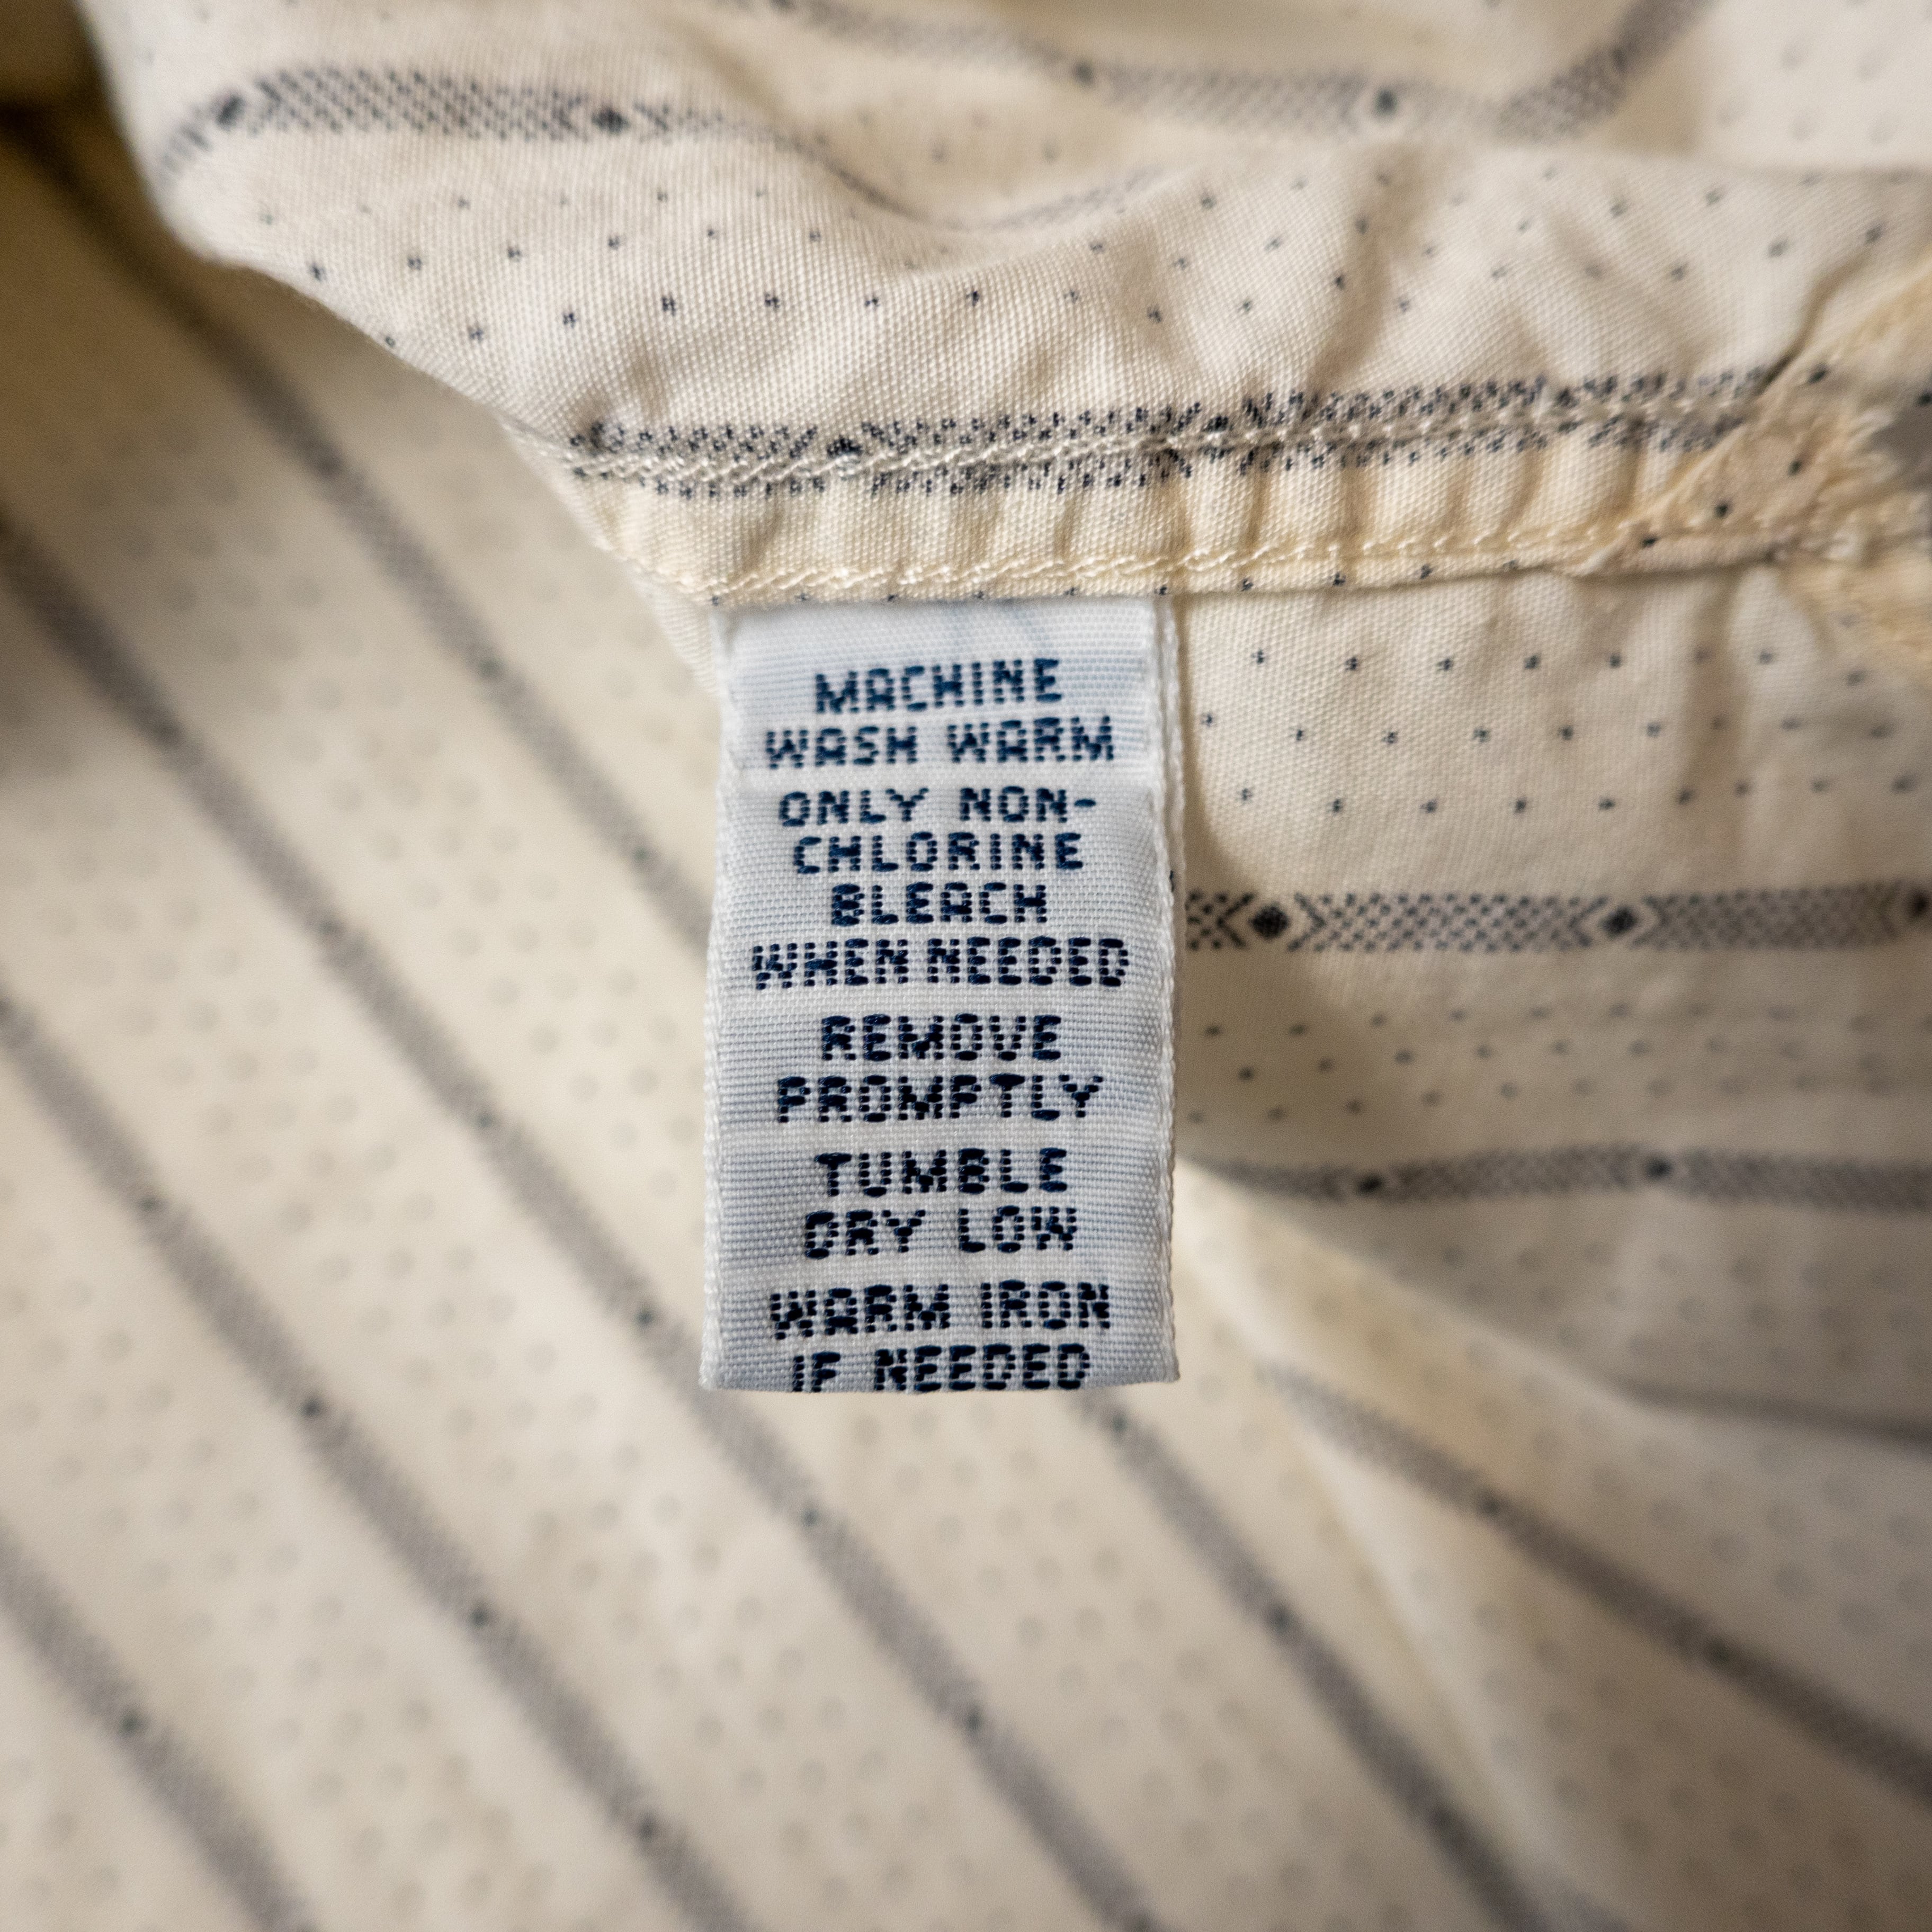 MACHINE
WASH WARM
ONLY NON-
CHLORINE
BLEACH
WHEN NEEDED
REMOVE
PROMPTLY
TUMBLE
DRY LOW
WARM IRON
IF NEEDED